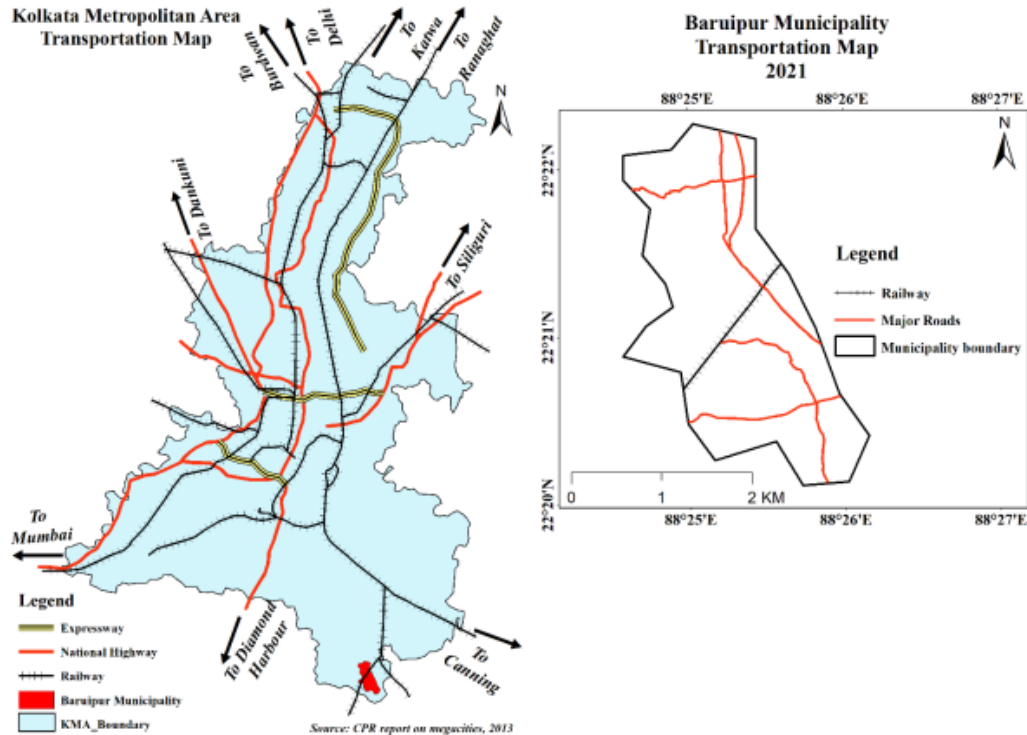 Kolkata Metropolitan Area
Transportation Map
To
Burdwan
To
Delhi
To
Katwa
To
Ranaghat
N
To Dankuni
To Siliguri
To
Mumbai
To Diamond
Harbour
To
Canning
Legend
Expressway
National Highway
Railway
Baruipur Municipality
KMA_Boundary
Source: CPR report on megacities, 2013
Baruipur Municipality
Transportation Map
2021
88°25'E
88°26'E
88°27'E
N
22°22'N
22°21'N
22°20'N
Legend
Railway
Major Roads
Municipality boundary
0
1
2 KM
88°25'E
88°26'E
88°27'E